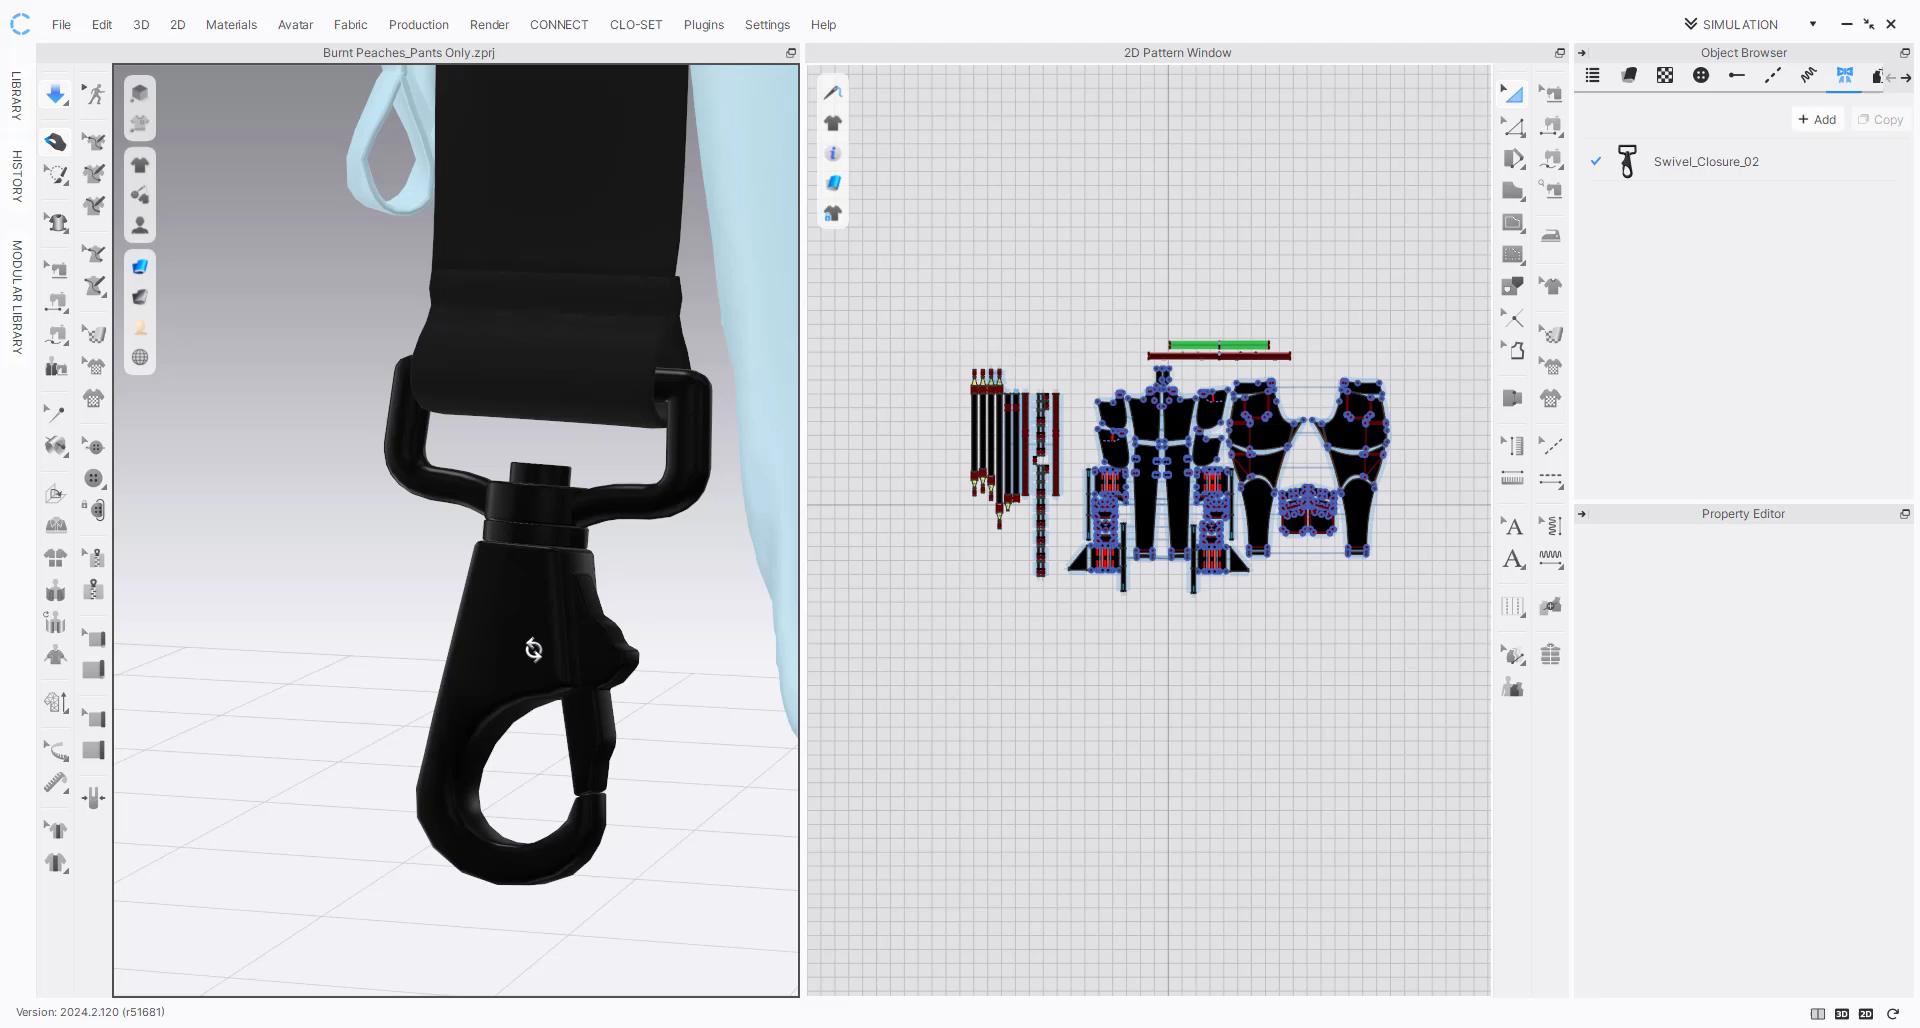 File Edit 3D 2D Materials Avatar Fabric Production Render CONNECT CLO-SET Plugins Settings Help
SIMULATION
Burnt Peaches_Pants Only.zprj
2D Pattern Window
Object Browser
LIBRARY
HISTORY
MODULAR LIBRARY
+ Add
Copy
Swivel_Closure_02
Property Editor
A
A
Version: 2024.2.120 (r51681)
3D 2D